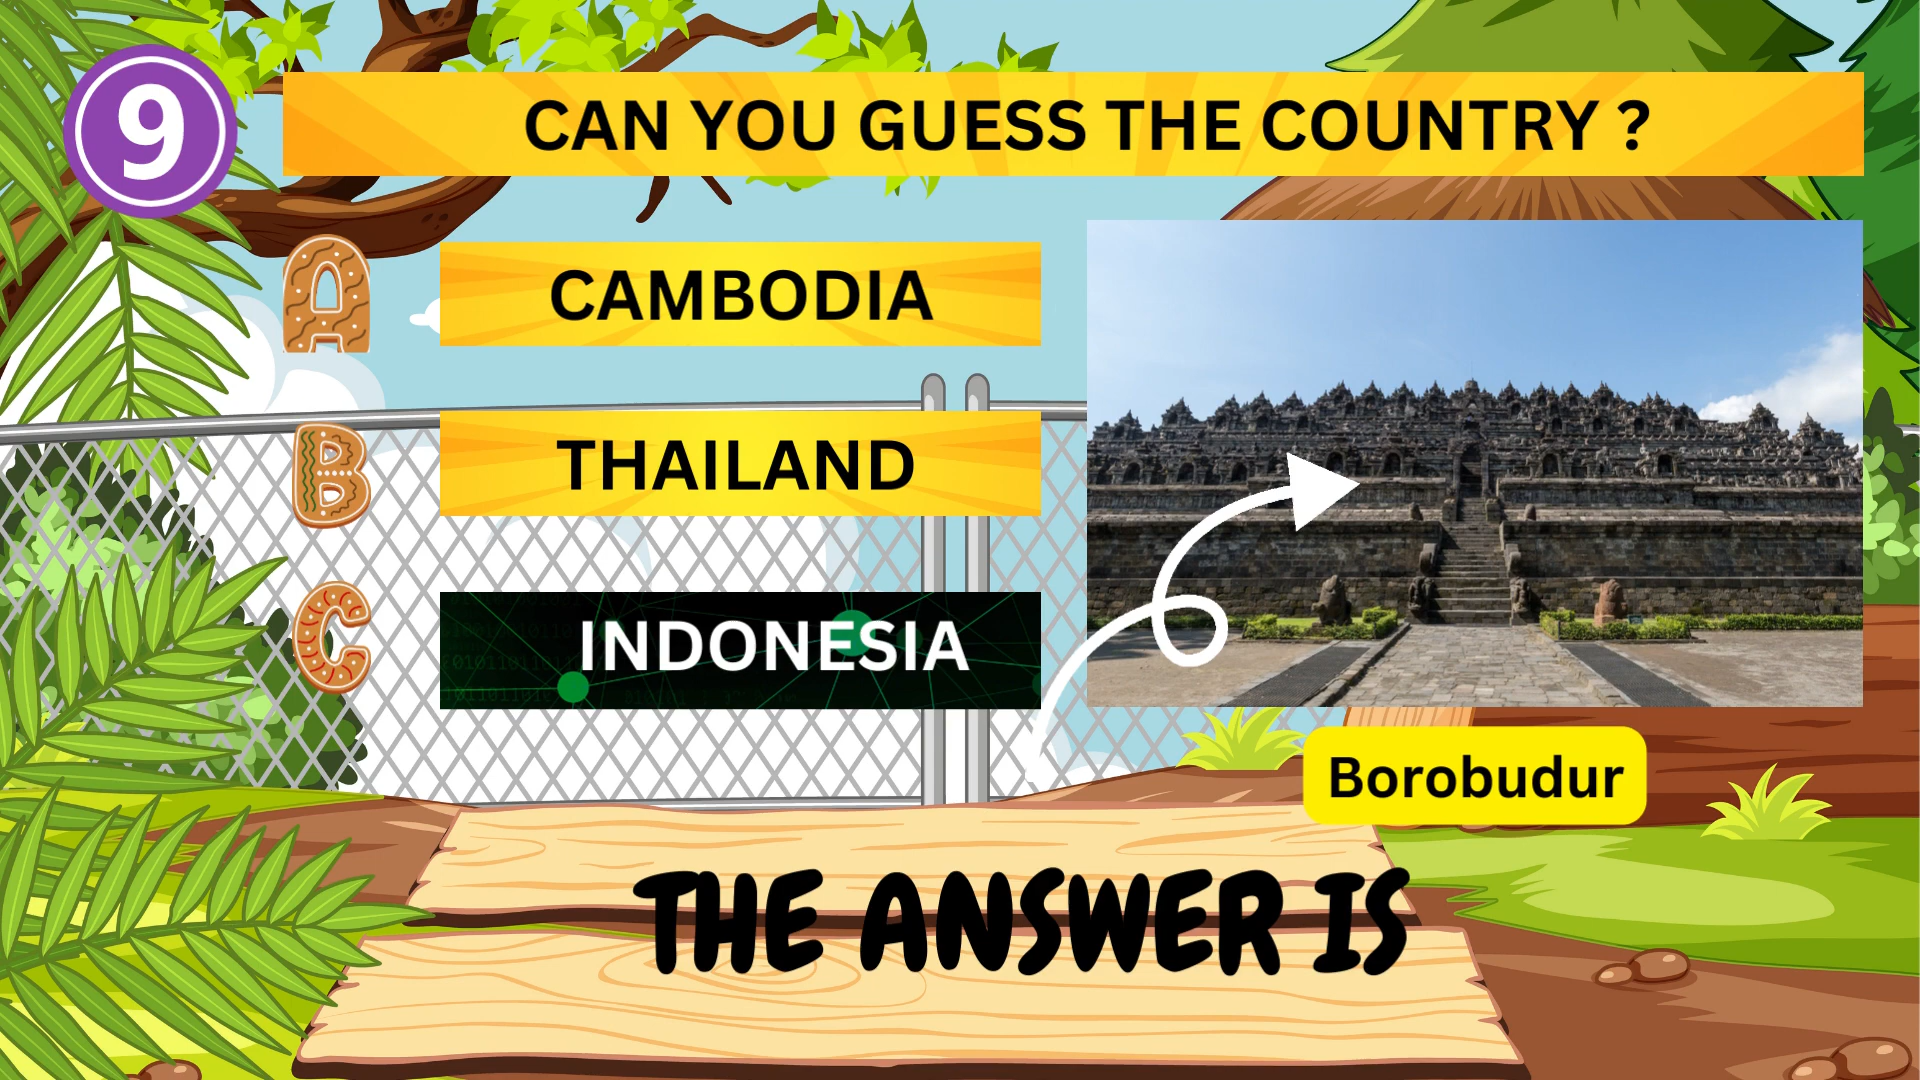 9
CAN YOU GUESS THE COUNTRY ?
A
CAMBODIA
B
THAILAND
C
INDONESIA
Borobudur
THE ANSWER IS